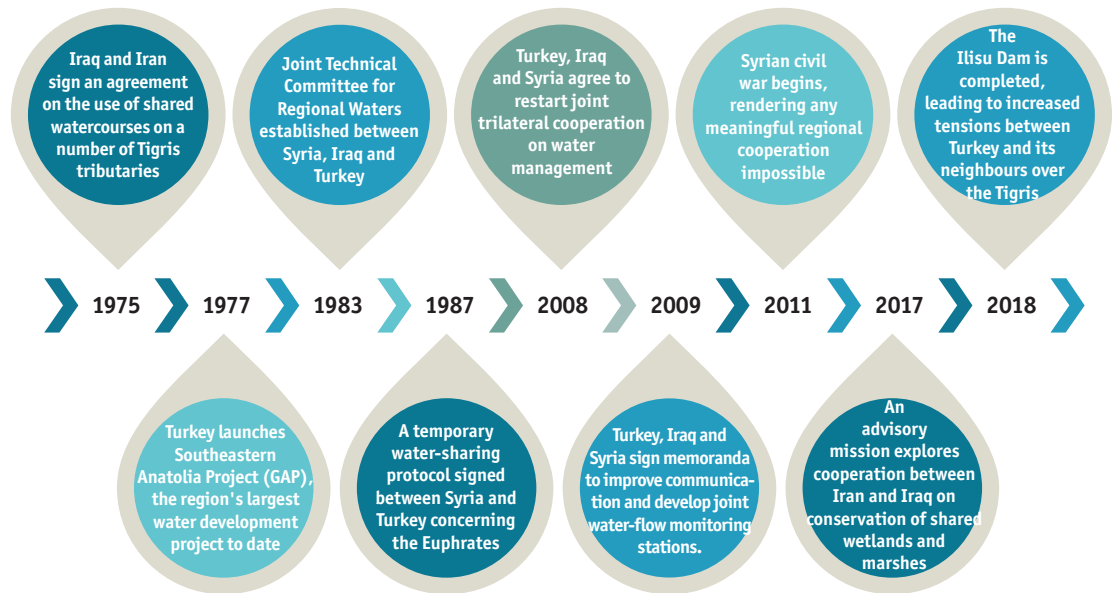 Iraq and Iran
sign an agreement
on the use of shared
watercourses on a
number of Tigris
tributaries
Joint Technical
Committee for
Regional Waters
established between
Syria, Iraq and
Turkey
Turkey, Iraq
and Syria agree to
restart joint
trilateral cooperation
on water
management
Syrian civil
war begins,
rendering any
meaningful regional
cooperation
impossible
The
Ilisu Dam is
completed,
leading to increased
tensions between
Turkey and its
neighbours over
the Tigris
1975 1977 1983 1987 2008 2009 2011 2017 2018
Turkey launches
Southeastern
Anatolia Project (GAP),
the region's largest
water development
project to date
A temporary
water-sharing
protocol signed
between Syria and
Turkey concerning
the Euphrates
Turkey, Iraq and
Syria sign memoranda
to improve communica-
tion and develop joint
water-flow monitoring
stations.
An
advisory
mission explores
cooperation between
Iran and Iraq on
conservation of shared
wetlands and
marshes